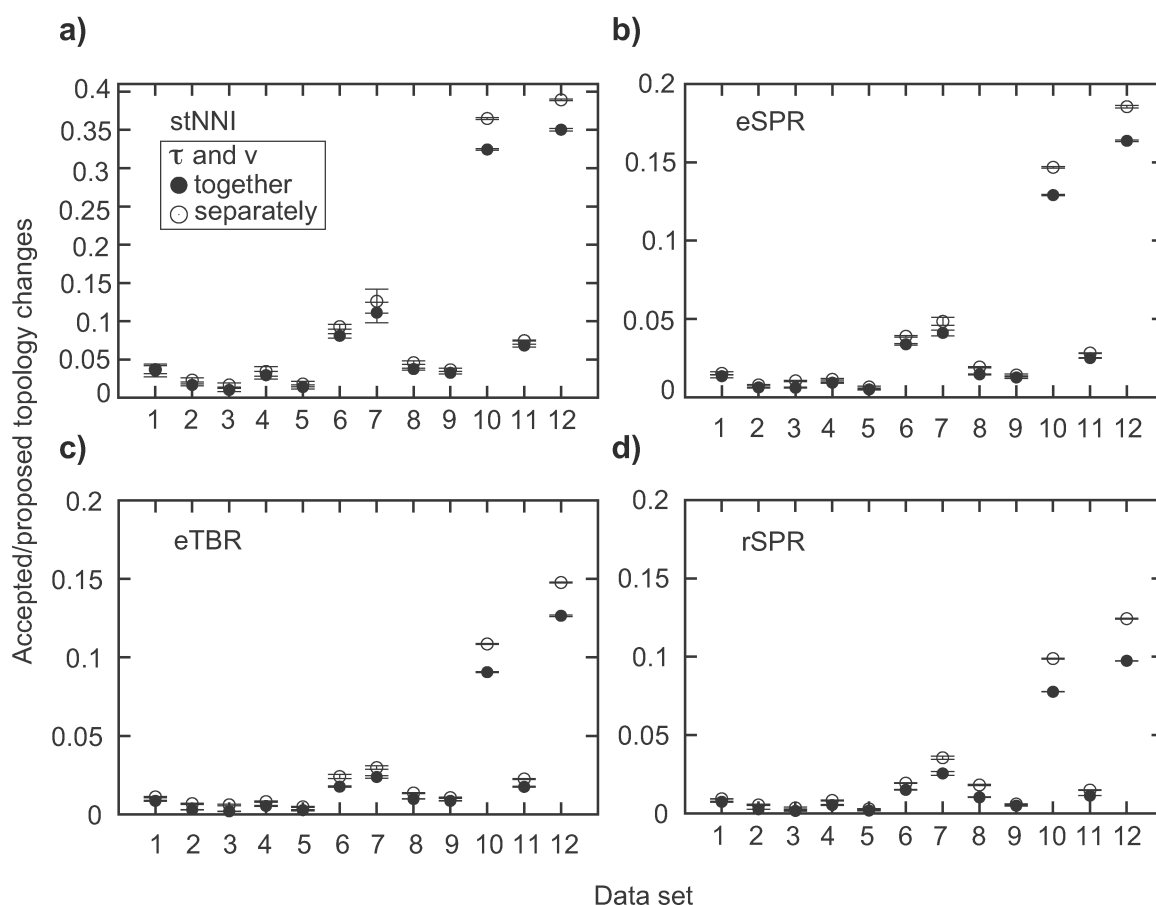 a)
0.4
0.35
0.3
0.25
0.2
0.15
0.1
0.05
0
stNNI
τ and v
together
separately
1 2 3 4 5 6 7 8 9 10 11 12
b)
0.2
0.15
0.1
0.05
0
eSPR
1 2 3 4 5 6 7 8 9 10 11 12
c)
0.2
0.15
0.1
0.05
0
eTBR
1 2 3 4 5 6 7 8 9 10 11 12
d)
0.2
0.15
0.1
0.05
0
rSPR
1 2 3 4 5 6 7 8 9 10 11 12
Accepted/proposed topology changes
Data set